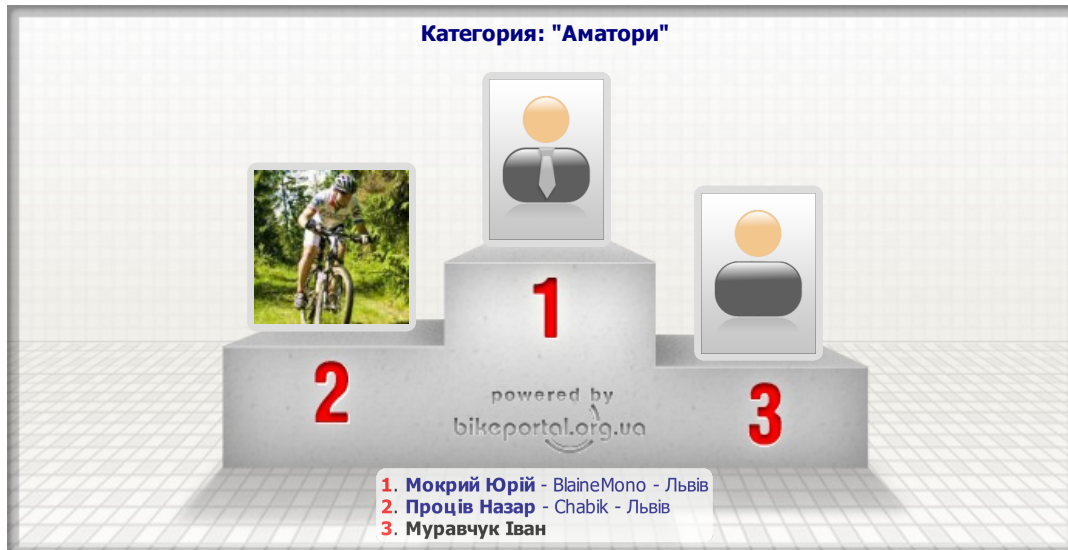 Категория: "Аматори"
1
2
3
powered by
bikeportal.org.ua
1. Мокрий Юрій - BlaineMono - Львів
2. Проців Назар - Chabik - Львів
3. Муравчук Іван